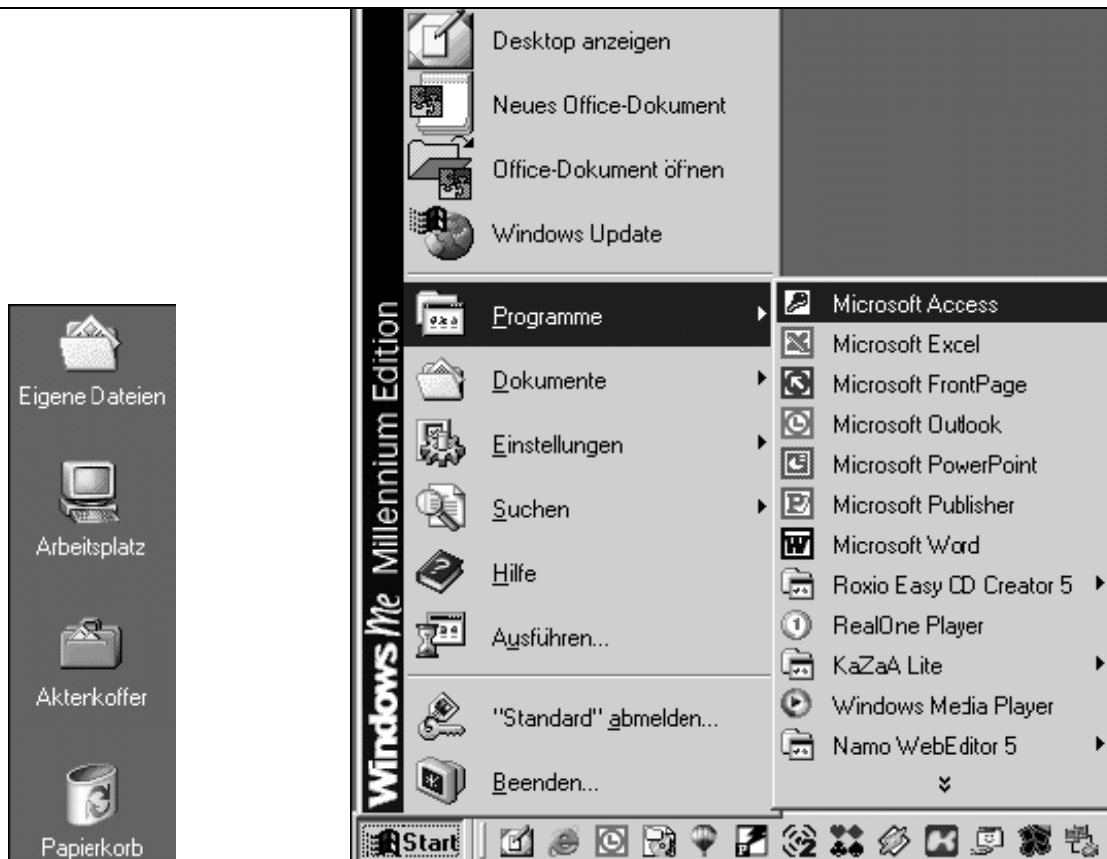 Eigene Dateien
Arbeitsplatz
Aktenkoffer
Papierkorb
Desktop anzeigen
Neues Office-Dokument
Office-Dokument öffnen
Windows Update
Programme
Dokumente
Einstellungen
Suchen
Hilfe
Ausführen...
"Standard" abmelden...
Beenden...
Windows Me Millennium Edition
Microsoft Access
Microsoft Excel
Microsoft FrontPage
Microsoft Outlook
Microsoft PowerPoint
Microsoft Publisher
Microsoft Word
Roxio Easy CD Creator 5
RealOne Player
KaZaA Lite
Windows Media Player
Namo WebEditor 5
Start